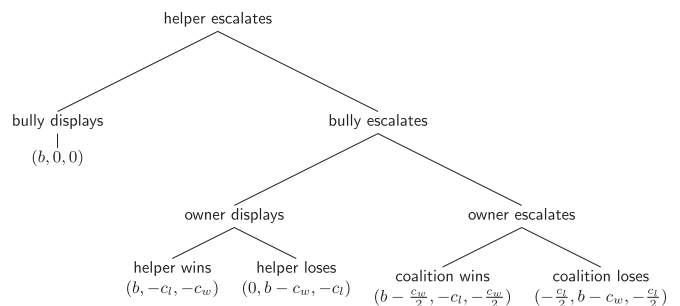 helper escalates
bully displays bully escalates
(b, 0, 0)
owner displays owner escalates
helper wins helper loses coalition wins coalition loses
(b, −c_l, −c_w) (0, b − c_w, −c_l) (b − c_w/2, −c_l, −c_w/2) (−c_l/2, b − c_w, −c_l/2)